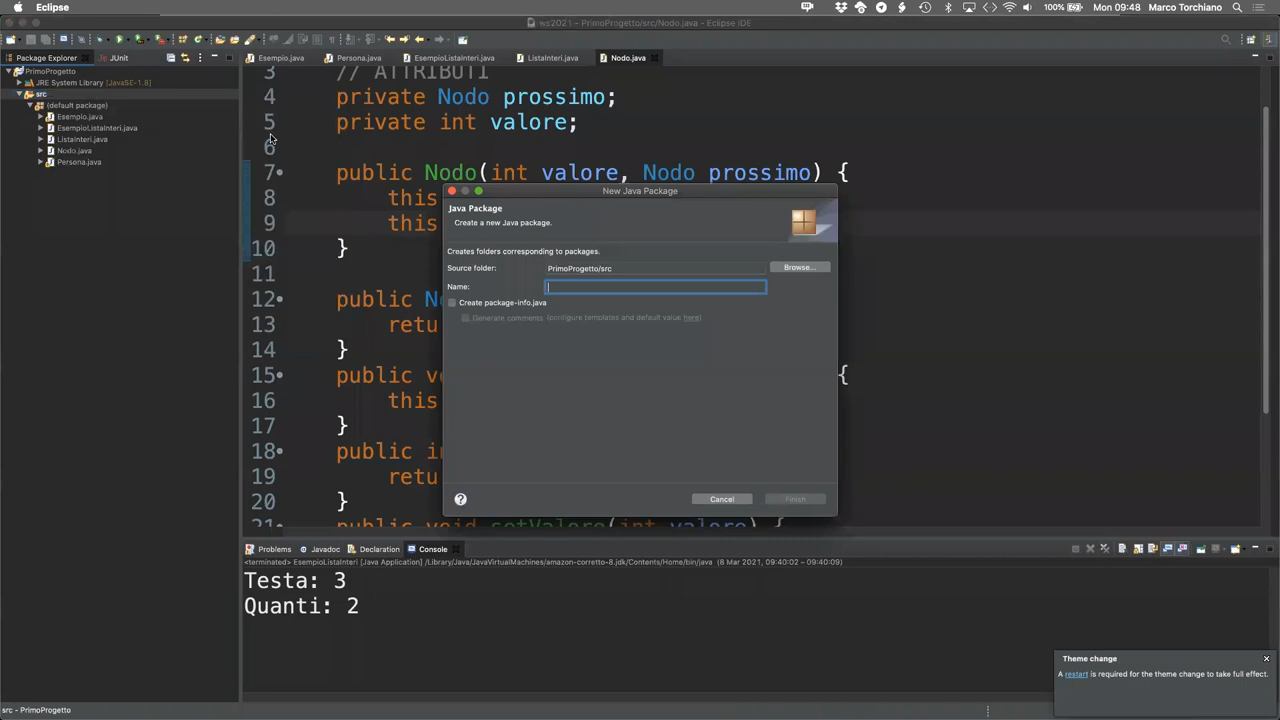 Eclipse
100%
Mon 09:48 Marco Torchiano
ws2021 - PrimoProgetto/src/Nodo.java - Eclipse IDE
Package Explorer
JUnit
PrimoProgetto
JRE System Library [JavaSE-1.8]
src
(default package)
Esempio.java
EsempioListaInteri.java
ListaInteri.java
Nodo.java
Persona.java
Esempio.java
Persona.java
EsempioListaInteri.java
ListaInteri.java
Nodo.java
3 // ATTRIBUTI
4 private Nodo prossimo;
5 private int valore;
6
7 public Nodo(int valore, Nodo prossimo) {
8 this
9 this
10 }
11
12 public N
13 retu
14 }
15 public v {
16 this
17 }
18 public i
19 retu
20 }
21 public void setValore(int valore) {
New Java Package
Java Package
Create a new Java package.
Creates folders corresponding to packages.
Source folder: PrimoProgetto/src Browse...
Name:
Create package-info.java
Generate comments (configure templates and default value here)
? Cancel Finish
Problems
Javadoc
Declaration
Console
<terminated> EsempioListaInteri [Java Application] /Library/Java/JavaVirtualMachines/amazon-corretto-8.jdk/Contents/Home/bin/java (8 Mar 2021, 09:40:02 – 09:40:09)
Testa: 3
Quanti: 2
Theme change
A restart is required for the theme change to take full effect.
src - PrimoProgetto